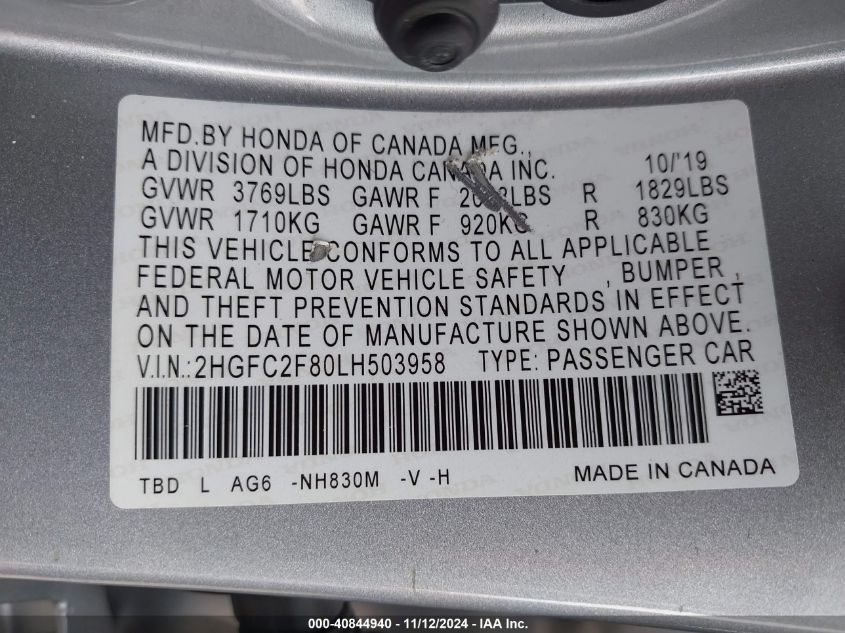 MFD.BY HONDA OF CANADA MFG.,
A DIVISION OF HONDA CANADA INC. 10/'19
GVWR 3769LBS GAWR F R 1829LBS
GVWR 1710KG GAWR F 920KG R 830KG
THIS VEHICLE CONFORMS TO ALL APPLICABLE
FEDERAL MOTOR VEHICLE SAFETY , BUMPER ,
AND THEFT PREVENTION STANDARDS IN EFFECT
ON THE DATE OF MANUFACTURE SHOWN ABOVE.
V.I.N.: 2HGFC2F80LH503958 TYPE: PASSENGER CAR
TBD L AG6 -NH830M -V -H MADE IN CANADA
000-40844940 - 11/12/2024 - IAA Inc.